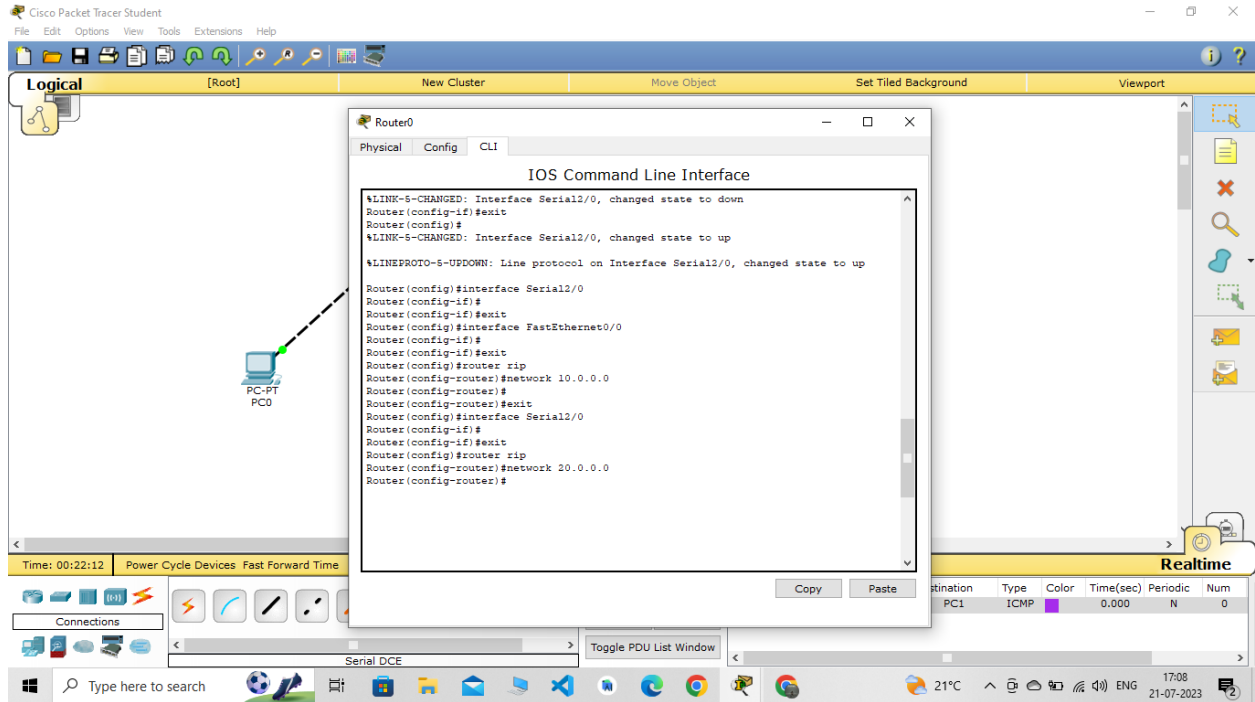 Cisco Packet Tracer Student
File Edit Options View Tools Extensions Help
Logical [Root] New Cluster Move Object Set Tiled Background Viewport
Router0
Physical Config CLI
IOS Command Line Interface
%LINK-5-CHANGED: Interface Serial2/0, changed state to down
Router(config-if)#exit
Router(config)#
%LINK-5-CHANGED: Interface Serial2/0, changed state to up
%LINEPROTO-5-UPDOWN: Line protocol on Interface Serial2/0, changed state to up
Router(config)#interface Serial2/0
Router(config-if)#
Router(config-if)#exit
Router(config)#interface FastEthernet0/0
Router(config-if)#
Router(config-if)#exit
Router(config)#router rip
Router(config-router)#network 10.0.0.0
Router(config-router)#
Router(config-router)#exit
Router(config)#interface Serial2/0
Router(config-if)#
Router(config-if)#exit
Router(config)#router rip
Router(config-router)#network 20.0.0.0
Router(config-router)#
Copy Paste
PC-PT
PC0
Time: 00:22:12 Power Cycle Devices Fast Forward Time Realtime
stination Type Color Time(sec) Periodic Num
PC1 ICMP 0.000 N 0
Connections
Toggle PDU List Window
Serial DCE
Type here to search 21°C ENG 17:08
21-07-2023
2